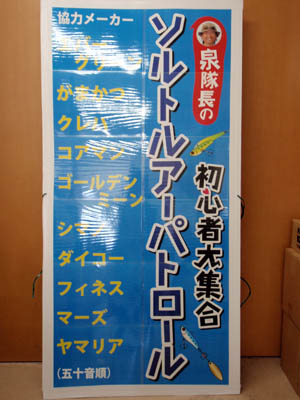 泉隊長の
初心者大集合
ソルトルアーパトロール
協力メーカー
がまかつ
クレハ
コアマン
ゴールデン
ミーン
シマノ
ダイコー
フィネス
マーズ
ヤマリア
(五十音順)